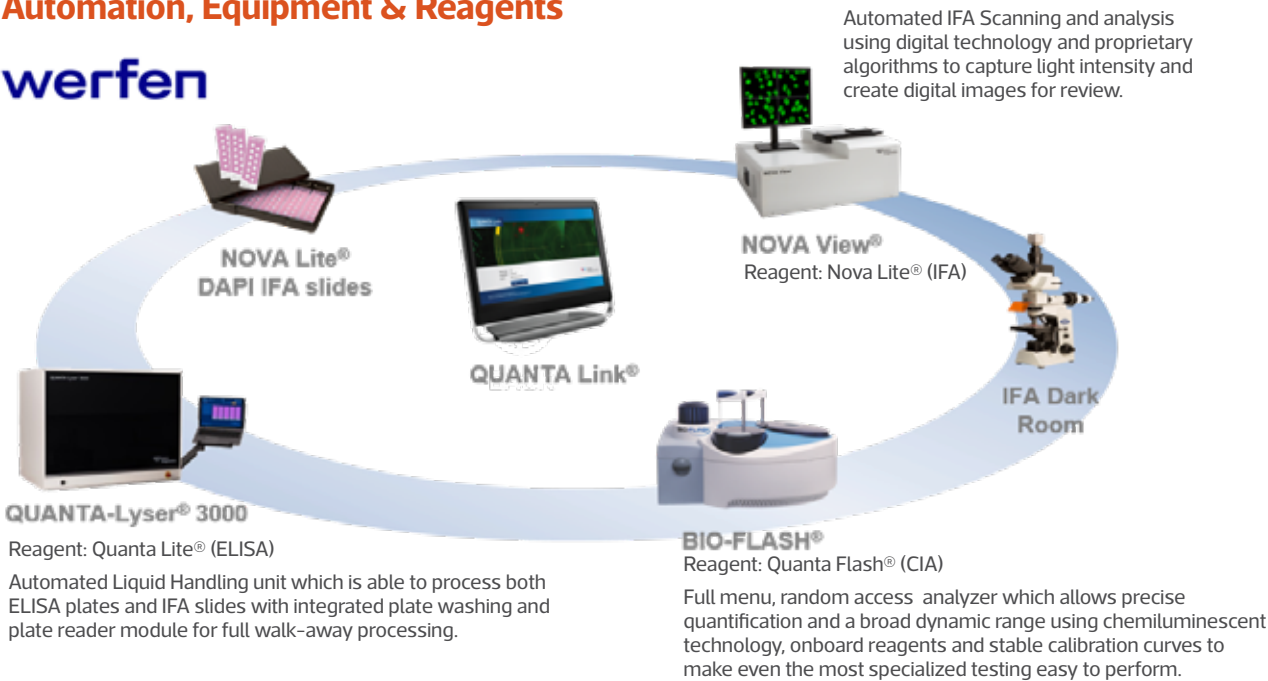 Automation, Equipment & Reagents
werfen
Automated IFA Scanning and analysis
using digital technology and proprietary
algorithms to capture light intensity and
create digital images for review.
NOVA Lite®
DAPI IFA slides
QUANTA Link®
NOVA View®
Reagent: Nova Lite® (IFA)
IFA Dark
Room
QUANTA-Lyser® 3000
Reagent: Quanta Lite® (ELISA)
Automated Liquid Handling unit which is able to process both
ELISA plates and IFA slides with integrated plate washing and
plate reader module for full walk-away processing.
BIO-FLASH®
Reagent: Quanta Flash® (CIA)
Full menu, random access analyzer which allows precise
quantification and a broad dynamic range using chemiluminescent
technology, onboard reagents and stable calibration curves to
make even the most specialized testing easy to perform.